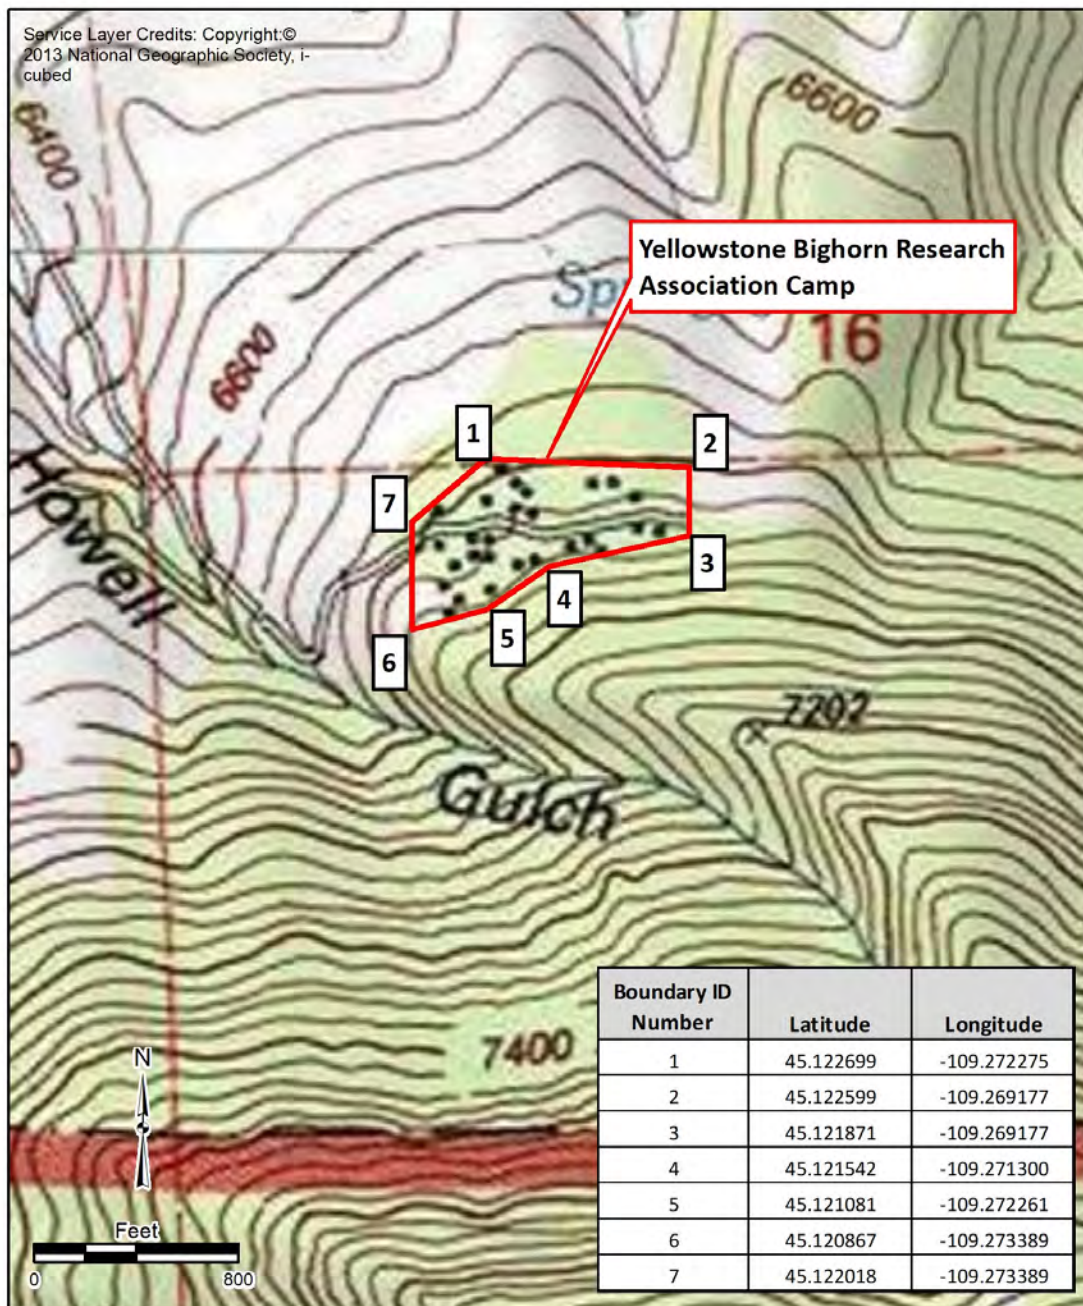 Service Layer Credits: Copyright:©
2013 National Geographic Society, i-
cubed
6400
6600
6600
Yellowstone Bighorn Research
Association Camp
16
1
2
7
Howell
3
4
5
6
7202
Gulch
7400
N
Feet
0 800
Boundary ID
Number Latitude Longitude
1 45.122699 -109.272275
2 45.122599 -109.269177
3 45.121871 -109.269177
4 45.121542 -109.271300
5 45.121081 -109.272261
6 45.120867 -109.273389
7 45.122018 -109.273389